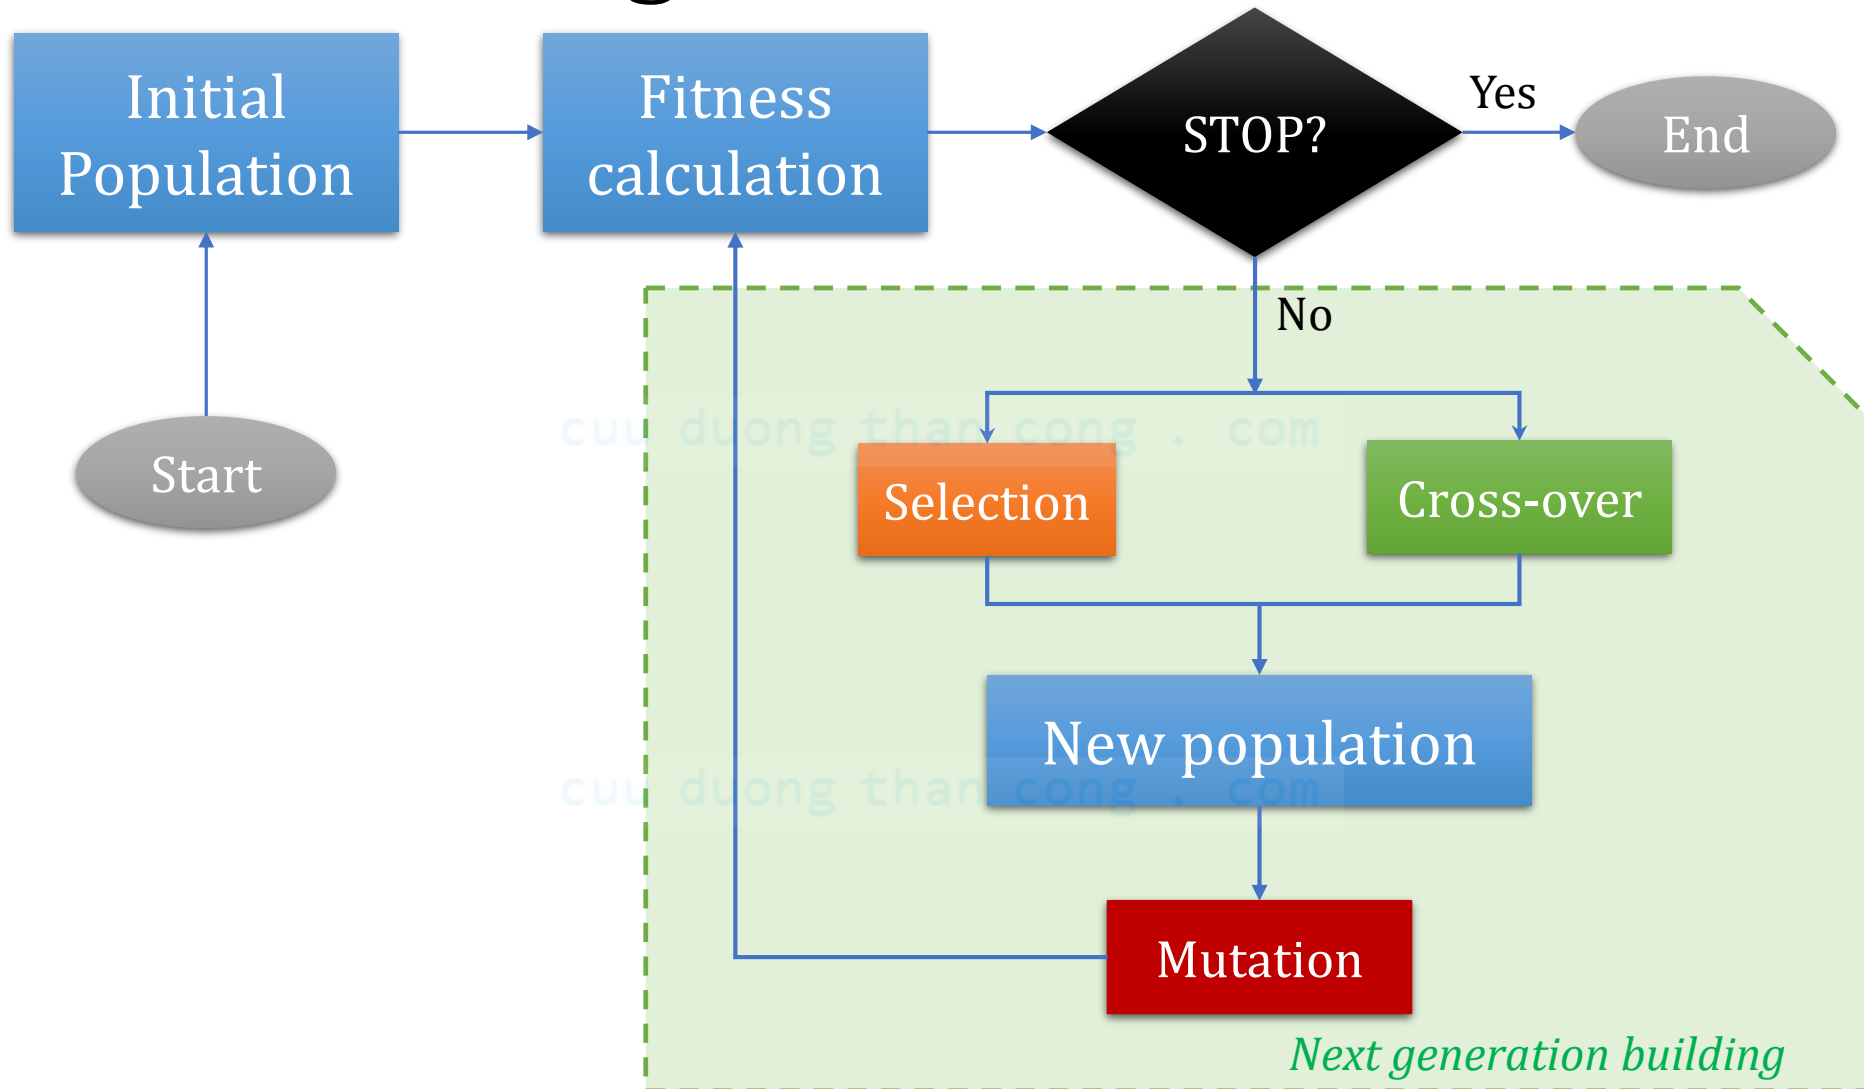 Initial
Population
Fitness
calculation
STOP?
Yes
End
No
Start
cuu duong than cong . com
Selection
Cross-over
New population
cuu duong than cong . com
Mutation
Next generation building